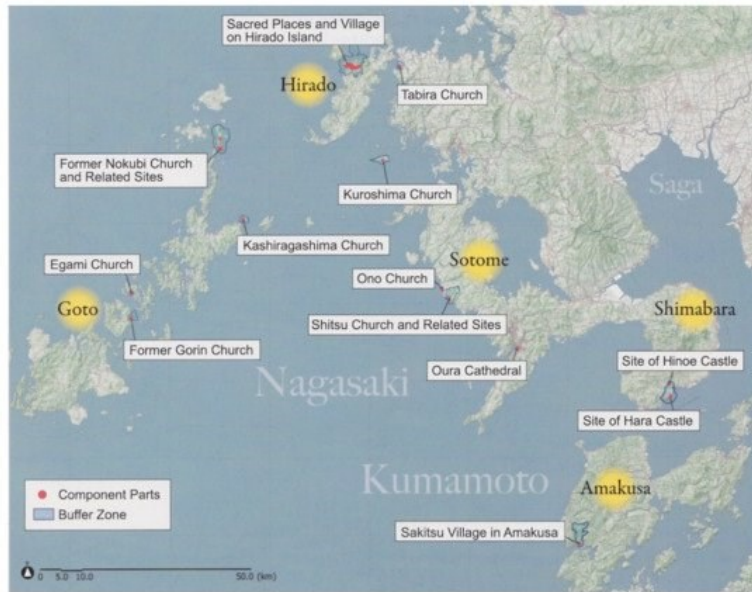 Sacred Places and Village
on Hirado Island
Hirado
Tabira Church
Former Nokubi Church
and Related Sites
Kuroshima Church
Saga
Kashiragashima Church
Egami Church
Ono Church
Sotome
Goto
Shitsu Church and Related Sites
Shimabara
Former Gorin Church
Oura Cathedral
Site of Hinoe Castle
Nagasaki
Site of Hara Castle
Kumamoto
Amakusa
Component Parts
Buffer Zone
Sakitsu Village in Amakusa
0 5.0 10.0 50.0 (km)